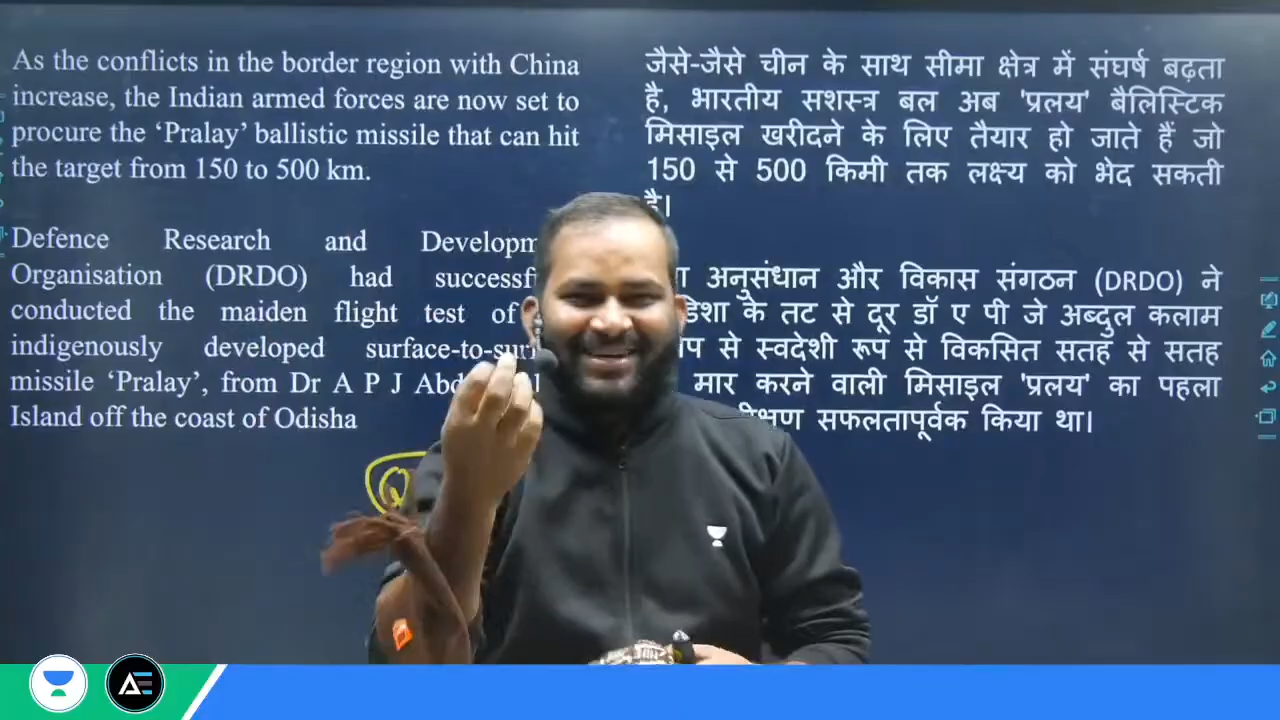 As the conflicts in the border region with China
increase, the Indian armed forces are now set to
procure the ‘Pralay’ ballistic missile that can hit
the target from 150 to 500 km.
Defence Research and
Organisation (DRDO) had
conducted the maiden flight test of
indigenously developed surface-to-
missile ‘Pralay’, from Dr A P J
Island off the coast of Odisha
जैसे-जैसे चीन के साथ सीमा क्षेत्र में संघर्ष बढ़ता
है, भारतीय सशस्त्र बल अब 'प्रलय' बैलिस्टिक
मिसाइल खरीदने के लिए तैयार हो जाते हैं जो
150 से 500 किमी तक लक्ष्य को भेद सकती
है।
अनुसंधान और विकास संगठन (DRDO) ने
के तट से दूर डॉ ए पी जे अब्दुल कलाम
से स्वदेशी रूप से विकसित सतह से सतह
मार करने वाली मिसाइल 'प्रलय' का पहला
सफलतापूर्वक किया था।